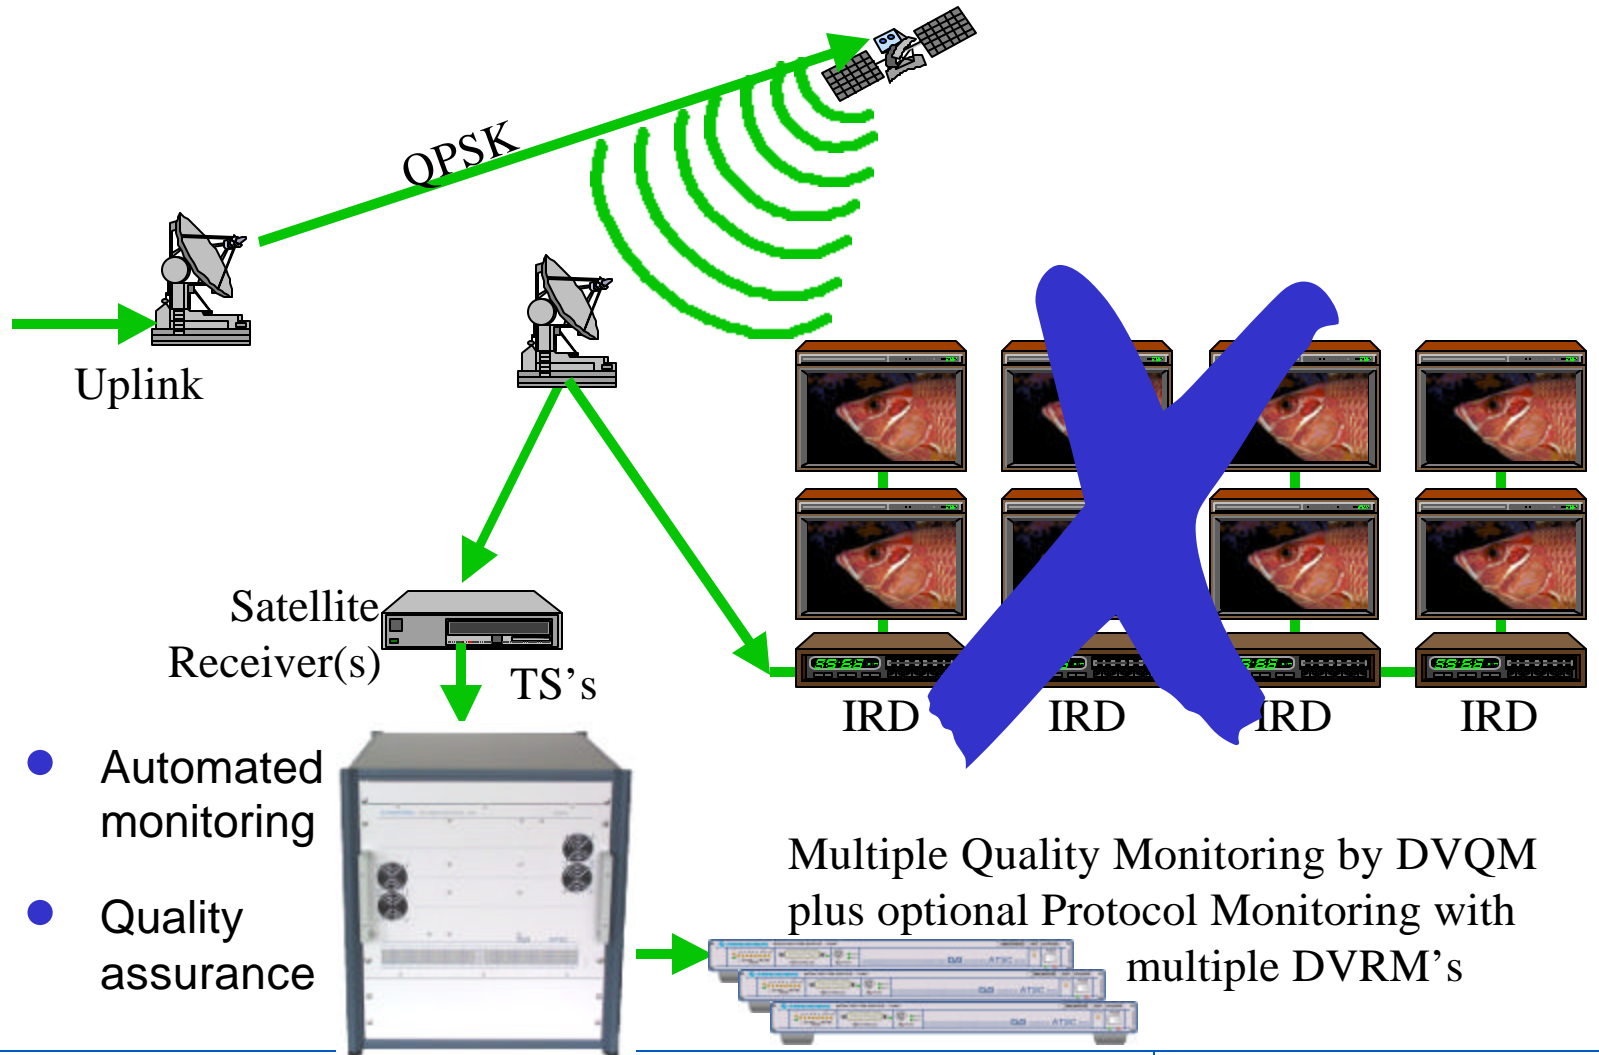 QPSK
Uplink
Satellite
Receiver(s)
TS's
IRD
IRD
IRD
IRD
Automated
monitoring
Quality
assurance
Multiple Quality Monitoring by DVQM
plus optional Protocol Monitoring with
multiple DVRM's